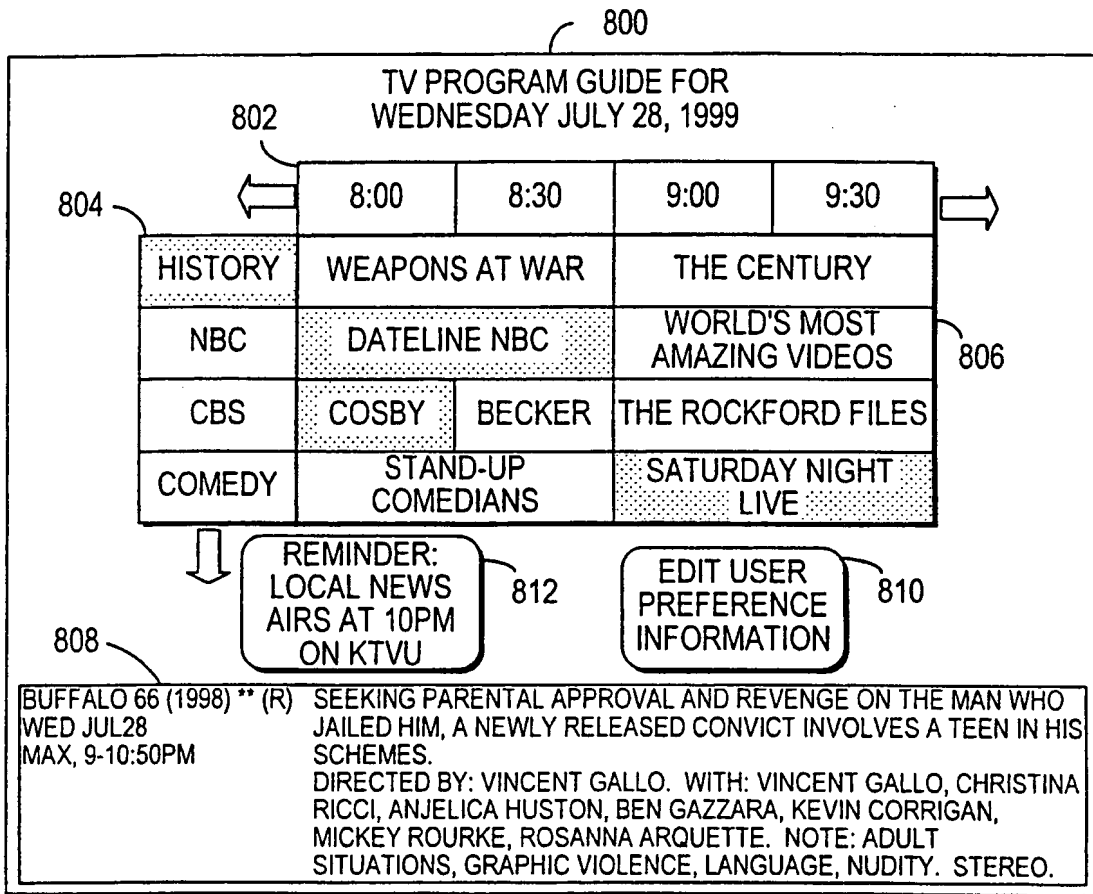 800
TV PROGRAM GUIDE FOR
WEDNESDAY JULY 28, 1999
802
8:00 8:30 9:00 9:30
804
HISTORY WEAPONS AT WAR THE CENTURY
NBC DATELINE NBC WORLD'S MOST
AMAZING VIDEOS
806
CBS COSBY BECKER THE ROCKFORD FILES
COMEDY STAND-UP
COMEDIANS
SATURDAY NIGHT
LIVE
REMINDER:
LOCAL NEWS
AIRS AT 10PM
ON KTVU
812
EDIT USER
PREFERENCE
INFORMATION
810
808
BUFFALO 66 (1998) ** (R)
WED JUL28
MAX, 9-10:50PM
SEEKING PARENTAL APPROVAL AND REVENGE ON THE MAN WHO
JAILED HIM, A NEWLY RELEASED CONVICT INVOLVES A TEEN IN HIS
SCHEMES.
DIRECTED BY: VINCENT GALLO. WITH: VINCENT GALLO, CHRISTINA
RICCI, ANJELICA HUSTON, BEN GAZZARA, KEVIN CORRIGAN,
MICKEY ROURKE, ROSANNA ARQUETTE. NOTE: ADULT
SITUATIONS, GRAPHIC VIOLENCE, LANGUAGE, NUDITY. STEREO.